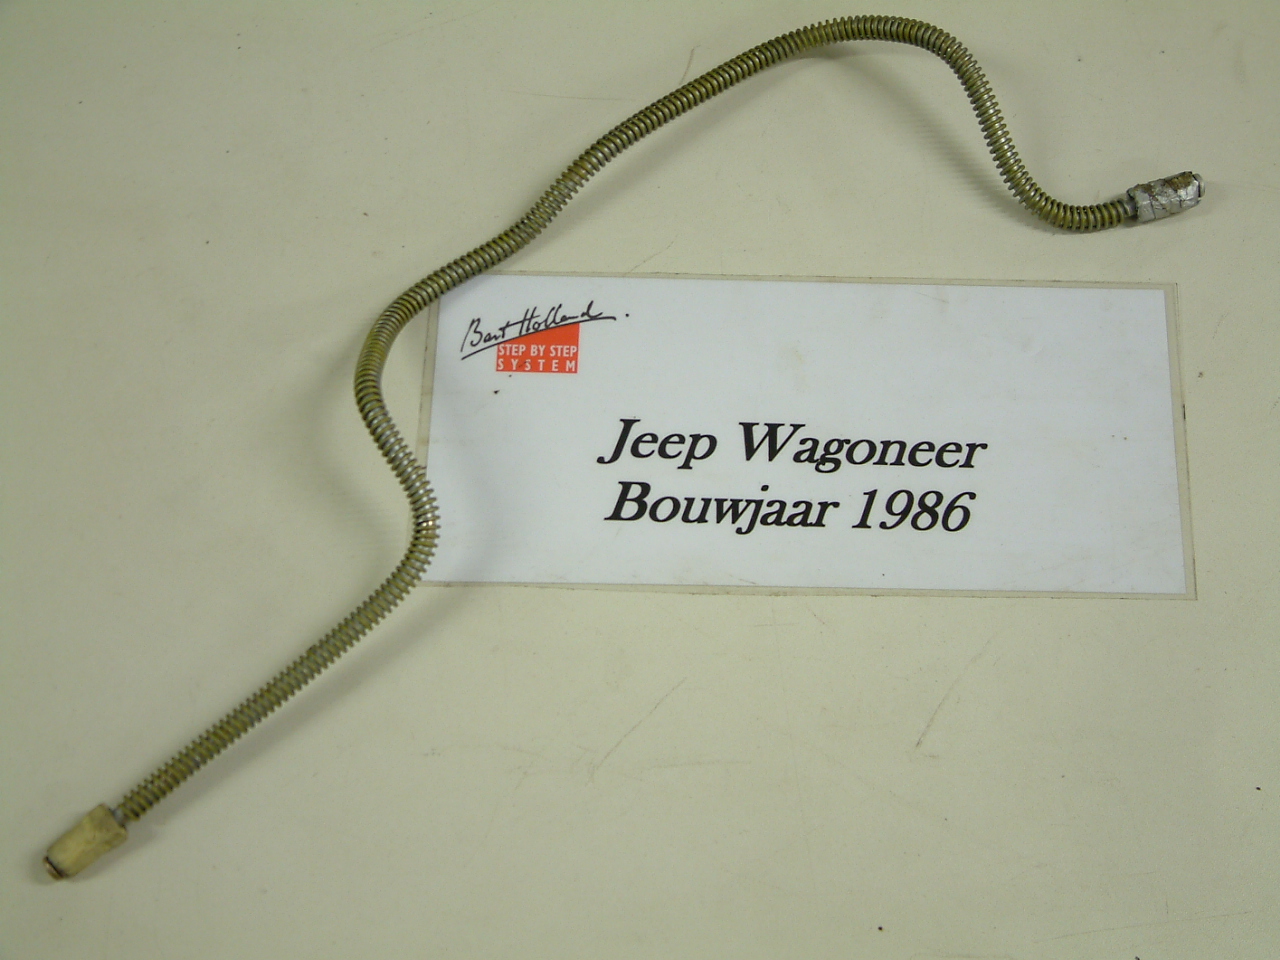 Bart Holland.
STEP BY STEP
SYSTEM
Jeep Wagoneer
Bouwjaar 1986